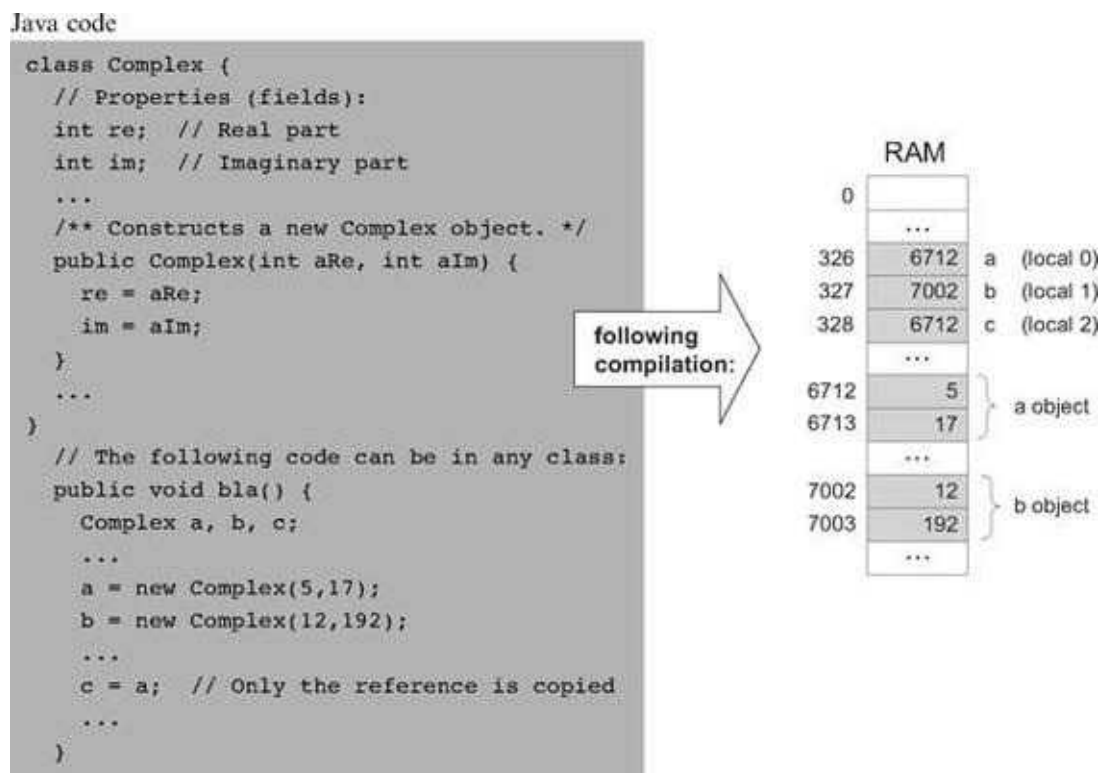 Java code
class Complex {
// Properties (fields):
int re;  // Real part
int im;  // Imaginary part
...
/** Constructs a new Complex object. */
public Complex(int aRe, int aIm) {
re = aRe;
im = aIm;
}
...
}
// The following code can be in any class:
public void bla() {
Complex a, b, c;
...
a = new Complex(5,17);
b = new Complex(12,192);
...
c = a;  // Only the reference is copied
...
}
following
compilation:
RAM
0
...
326 6712 a (local 0)
327 7002 b (local 1)
328 6712 c (local 2)
...
6712 5
a object
6713 17
...
7002 12
b object
7003 192
...